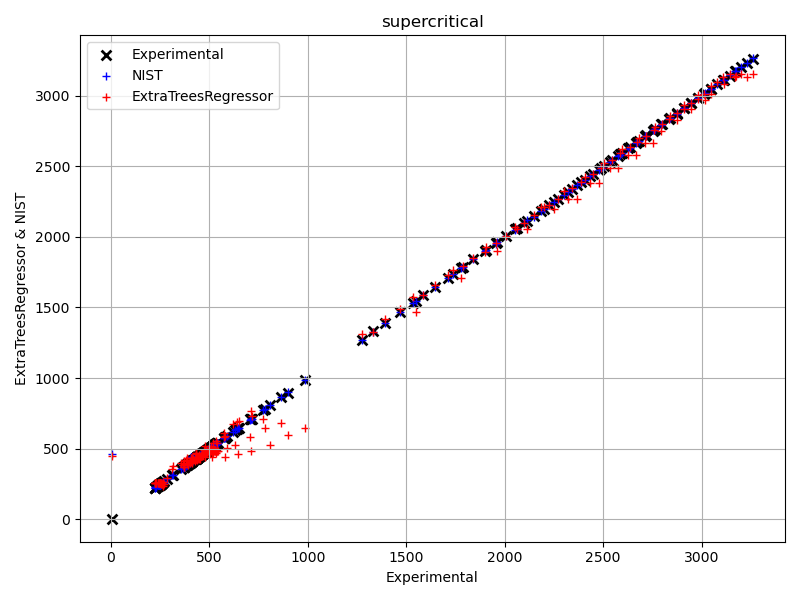 supercritical
Experimental
NIST
ExtraTreesRegressor
ExtraTreesRegressor & NIST
3000
2500
2000
1500
1000
500
0
0 500 1000 1500 2000 2500 3000
Experimental